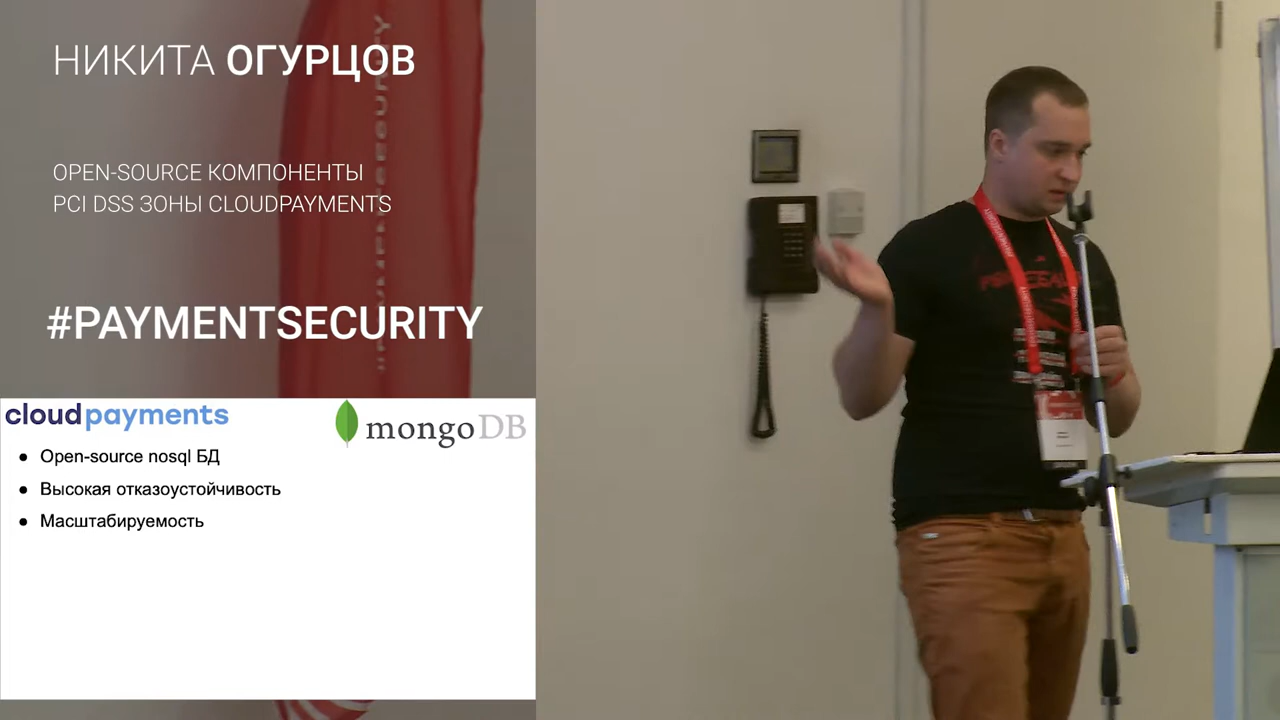 НИКИТА ОГУРЦОВ
OPEN-SOURCE КОМПОНЕНТЫ
PCI DSS ЗОНЫ CLOUDPAYMENTS
#PAYMENTSECURITY
cloudpayments
mongoDB
● Open-source nosql БД
● Высокая отказоустойчивость
● Масштабируемость